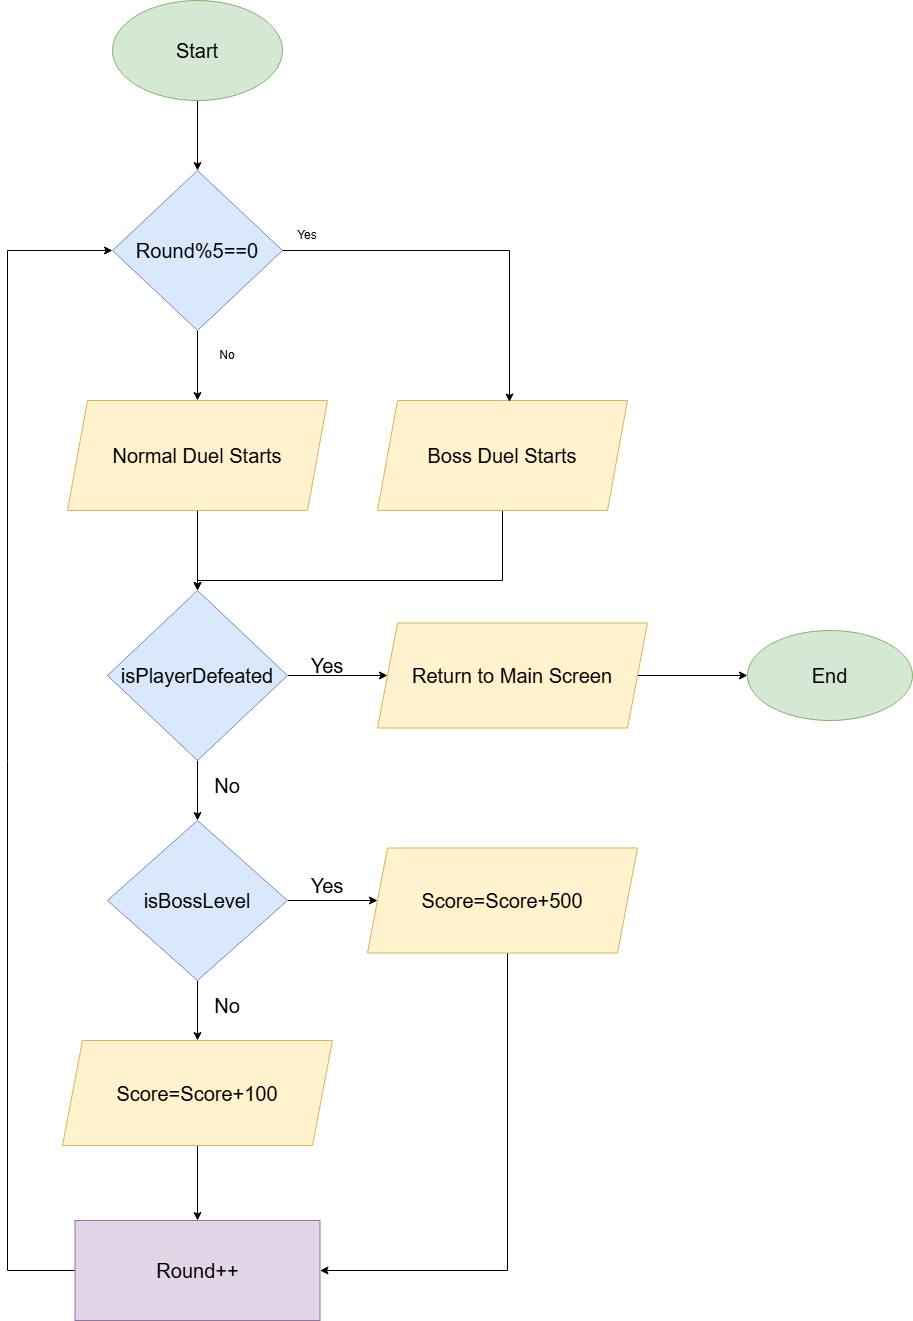 Start
Round%5==0
Yes
No
Normal Duel Starts
Boss Duel Starts
isPlayerDefeated
Yes
Return to Main Screen
End
No
isBossLevel
Yes
Score=Score+500
No
Score=Score+100
Round++